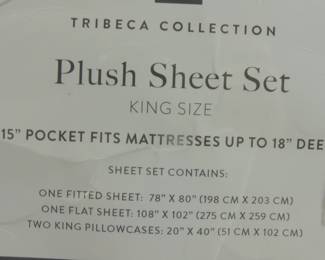 TRIBECA COLLECTION
Plush Sheet Set
KING SIZE
15" POCKET FITS MATTRESSES UP TO 18" DEE
SHEET SET CONTAINS:
ONE FITTED SHEET: 78" X 80" (198 CM X 203 CM)
ONE FLAT SHEET: 108" X 102" (275 CM X 259 CM)
TWO KING PILLOWCASES: 20" X 40" (51 CM X 102 CM)